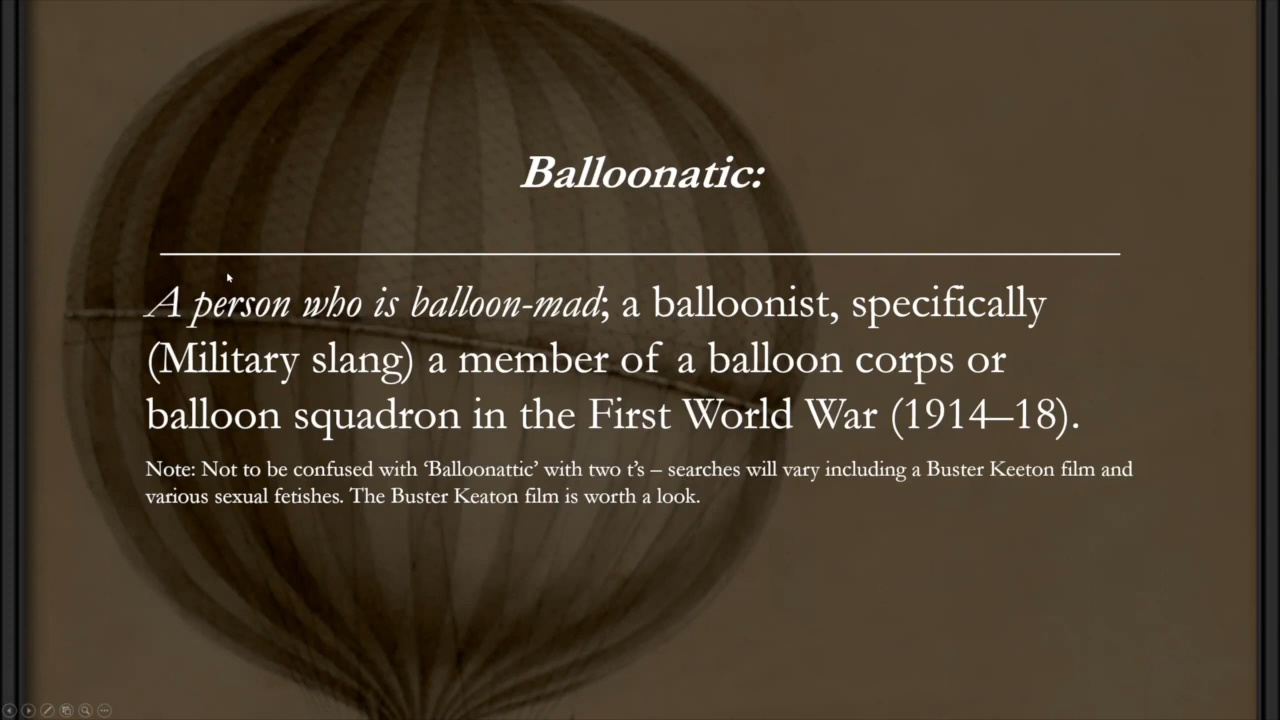 Balloonatic:
A person who is balloon-mad; a balloonist, specifically
(Military slang) a member of a balloon corps or
balloon squadron in the First World War (1914–18).
Note: Not to be confused with ‘Balloonattic’ with two t’s – searches will vary including a Buster Keeton film and
various sexual fetishes. The Buster Keaton film is worth a look.